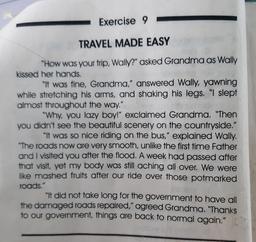 Exercise 9
TRAVEL MADE EASY
"How was your trip, Wally?" asked Grandma as Wally
kissed her hands.
"It was fine, Grandma," answered Wally, yawning
while stretching his arms, and shaking his legs. "I slept
almost throughout the way."
"Why, you lazy boy!" exclaimed Grandma. "Then
you didn't see the beautiful scenery on the countryside."
"It was so nice riding on the bus," explained Wally.
"The roads now are very smooth, unlike the first time Father
and I visited you after the flood. A week had passed after
that visit, yet my body was still aching all over. We were
like mashed fruits after our ride over those potmarked
roads."
"It did not take long for the government to have all
the damaged roads repaired," agreed Grandma. "Thanks
to our government, things are back to normal again."